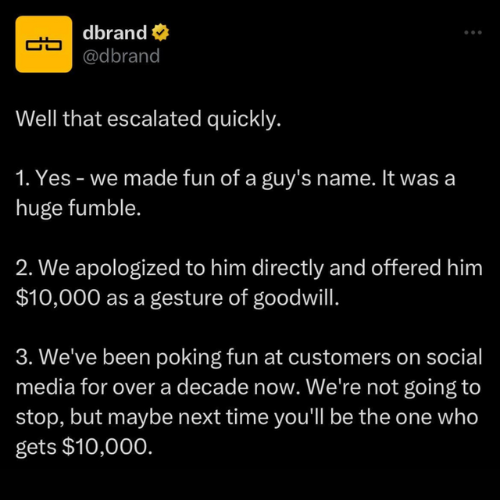 dbrand
@dbrand
Well that escalated quickly.
1. Yes - we made fun of a guy's name. It was a
huge fumble.
2. We apologized to him directly and offered him
$10,000 as a gesture of goodwill.
3. We've been poking fun at customers on social
media for over a decade now. We're not going to
stop, but maybe next time you'll be the one who
gets $10,000.